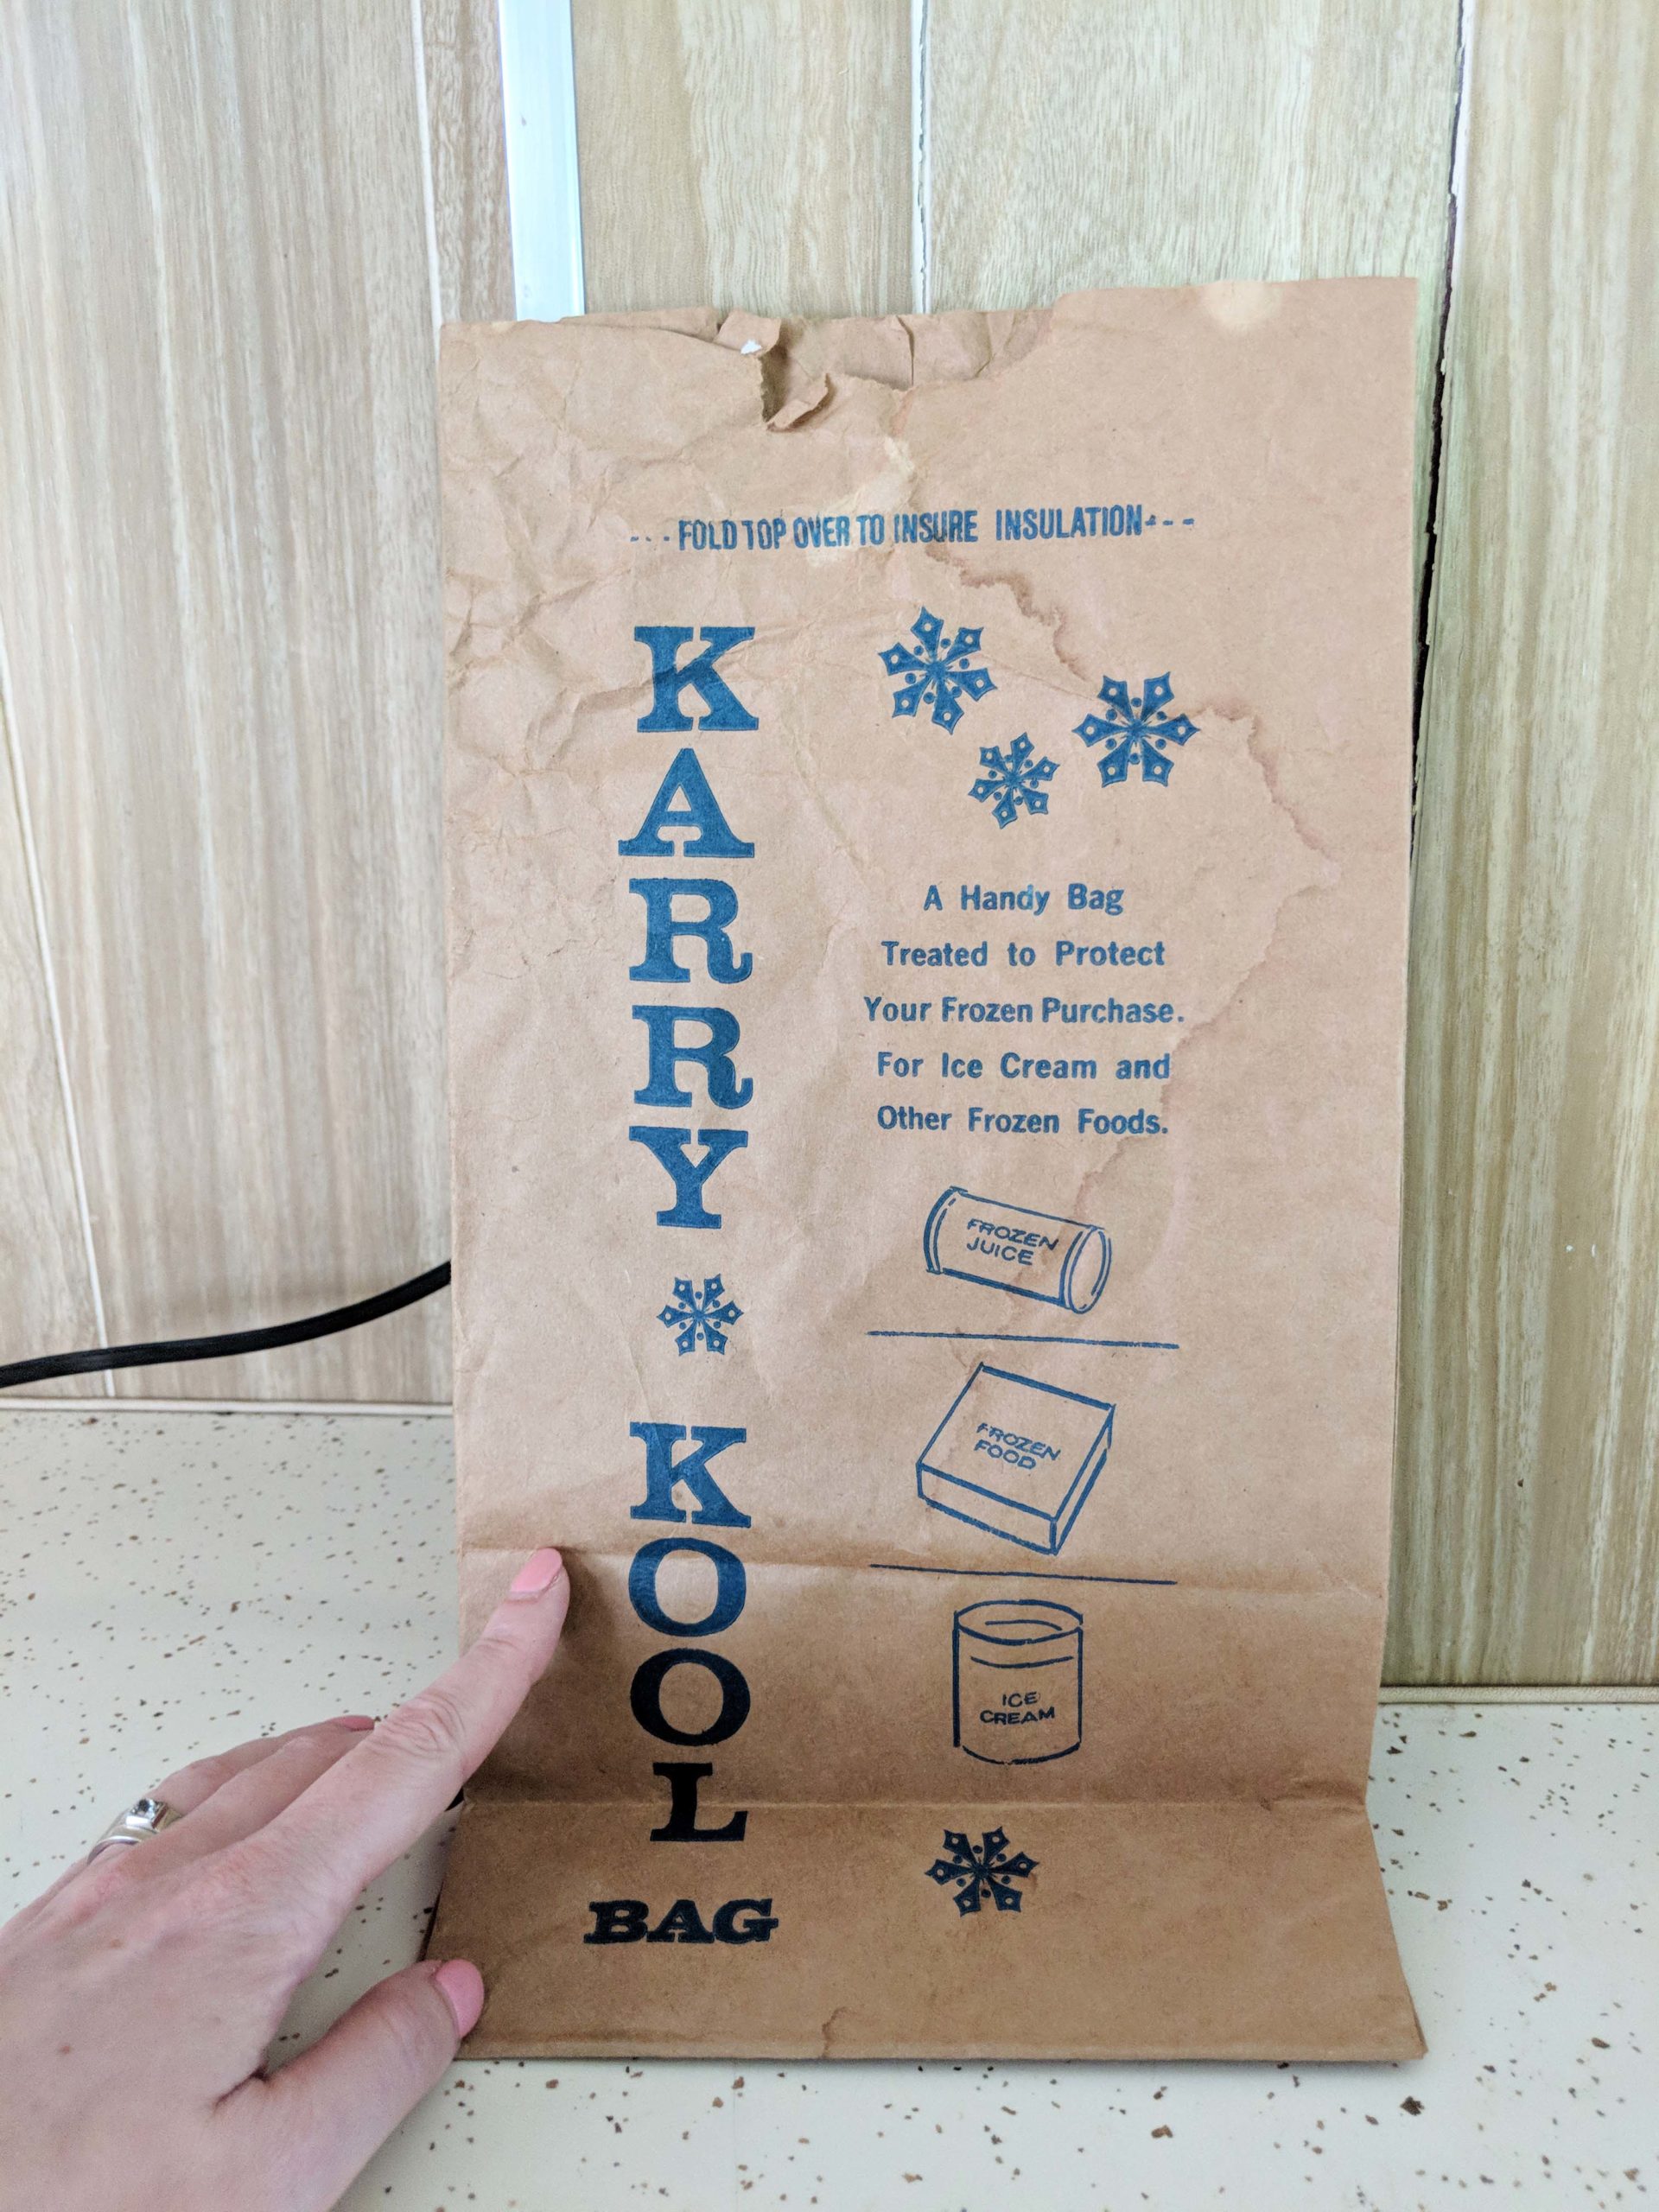 ---FOLD TOP OVER TO INSURE INSULATION---
KARRY
KOOL
BAG
A Handy Bag
Treated to Protect
Your Frozen Purchase.
For Ice Cream and
Other Frozen Foods.
FROZEN
JUICE
FROZEN
FOOD
ICE
CREAM